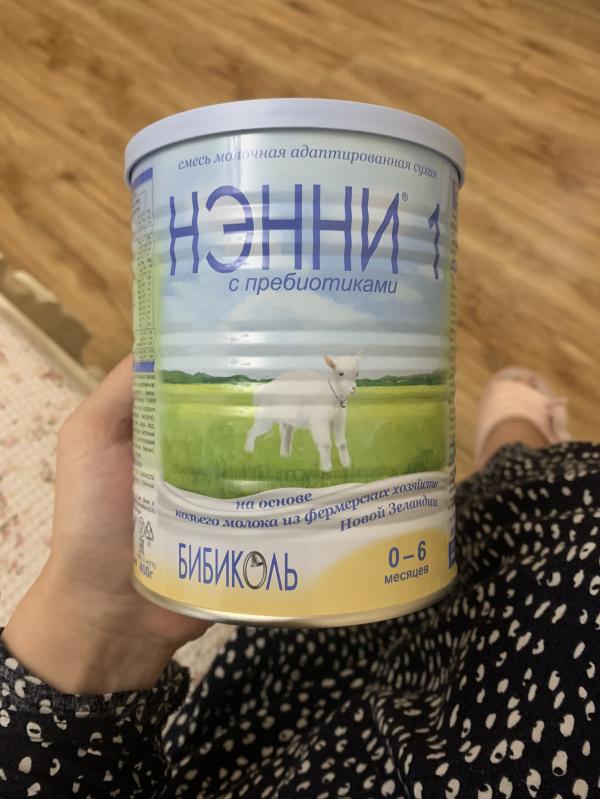 смесь молочная адаптированная сухая
НЭННИ® 1
с пребиотиками
на основе
козьего молока из фермерских хозяйств
Новой Зеландии
БИБИКОЛЬ
0–6
месяцев
400г